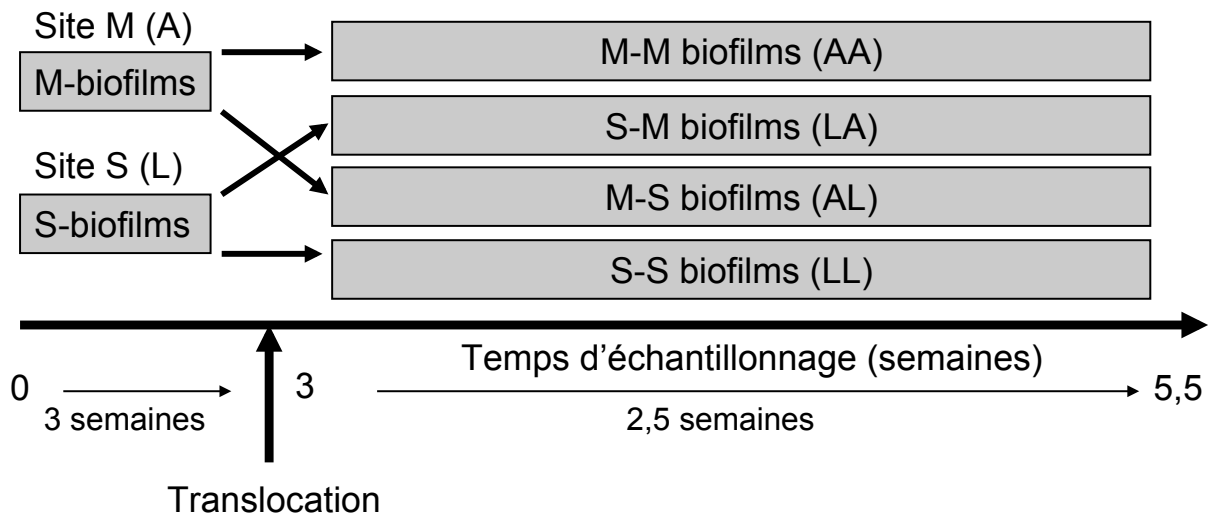 Site M (A)
M-biofilms
M-M biofilms (AA)
S-M biofilms (LA)
Site S (L)
S-biofilms
M-S biofilms (AL)
S-S biofilms (LL)
Temps d’échantillonnage (semaines)
0
3
5,5
3 semaines
2,5 semaines
Translocation